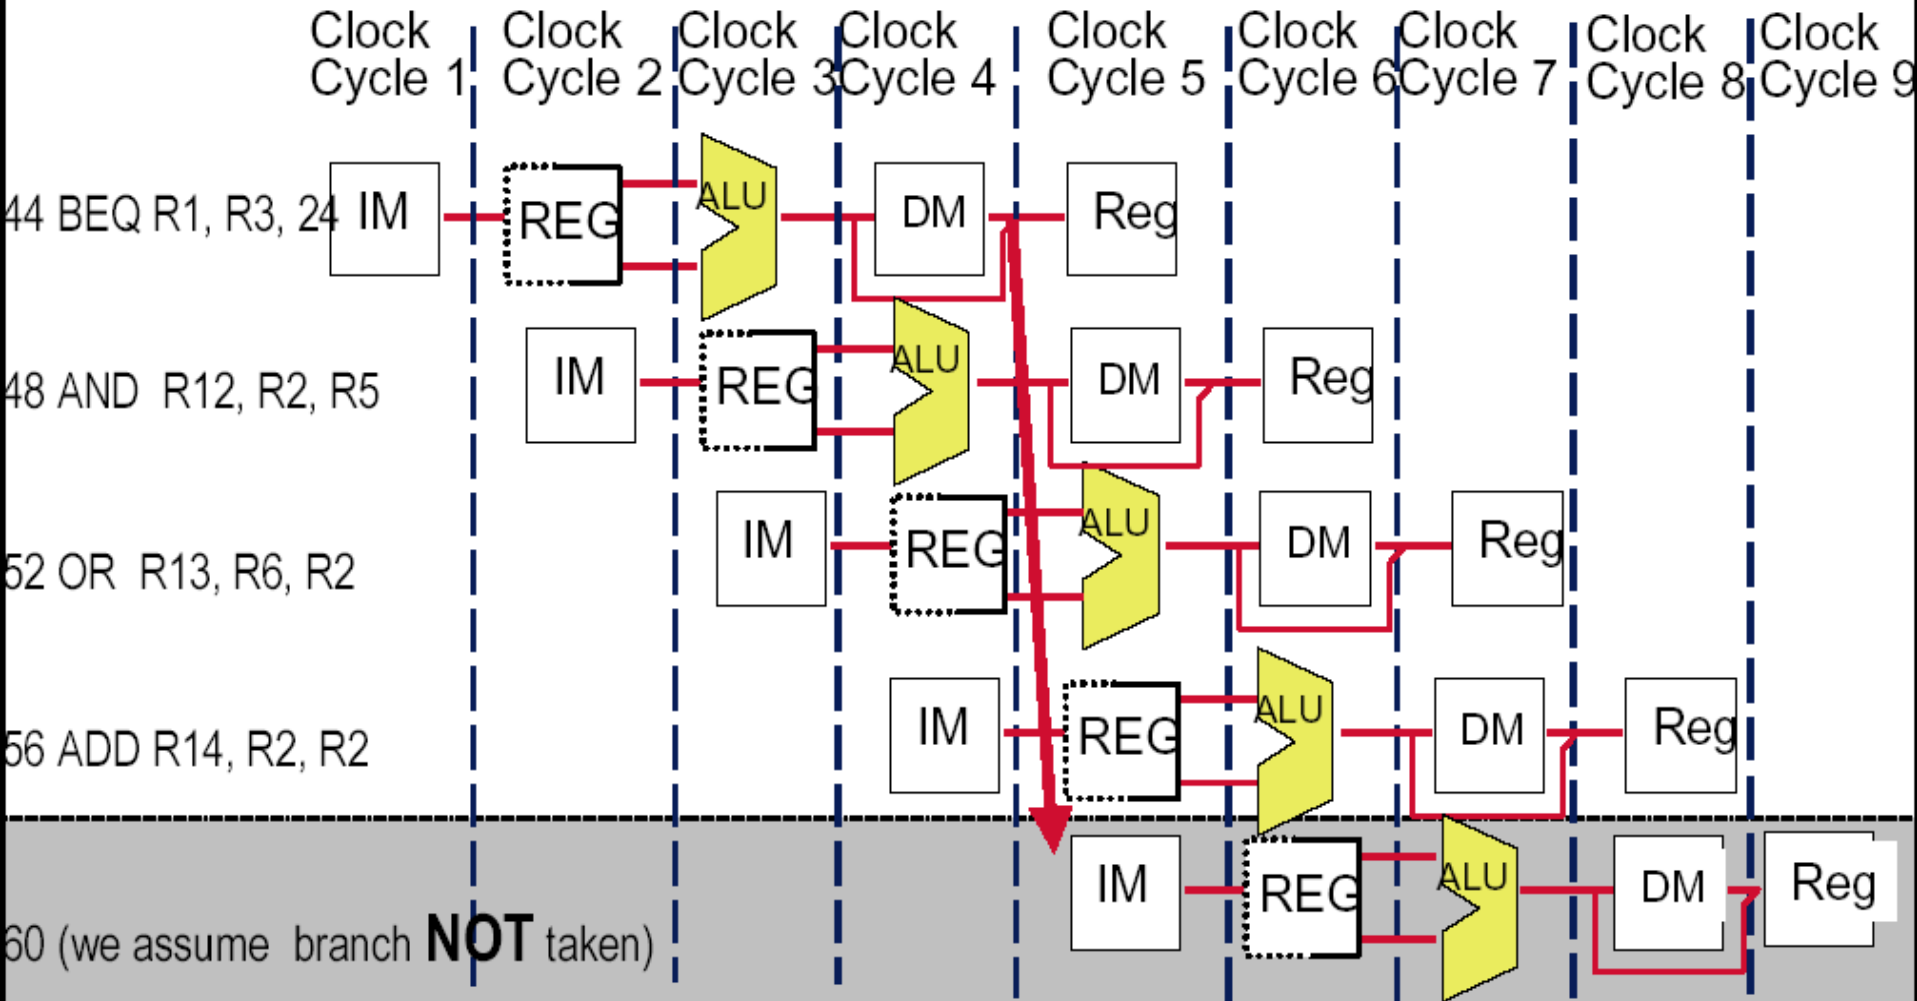 Clock Cycle 1
Clock Cycle 2
Clock Cycle 3
Clock Cycle 4
Clock Cycle 5
Clock Cycle 6
Clock Cycle 7
Clock Cycle 8
Clock Cycle 9
44 BEQ R1, R3, 24
IM
REG
ALU
DM
Reg
48 AND R12, R2, R5
IM
REG
ALU
DM
Reg
52 OR R13, R6, R2
IM
REG
ALU
DM
Reg
56 ADD R14, R2, R2
IM
REG
ALU
DM
Reg
60 (we assume branch NOT taken)
IM
REG
ALU
DM
Reg